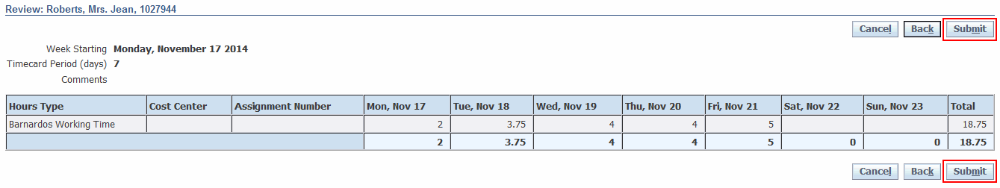 Review: Roberts, Mrs. Jean, 1027944
Cancel Back Submit
Week Starting Monday, November 17 2014
Timecard Period (days) 7
Comments
Hours Type Cost Center Assignment Number Mon, Nov 17 Tue, Nov 18 Wed, Nov 19 Thu, Nov 20 Fri, Nov 21 Sat, Nov 22 Sun, Nov 23 Total
Barnardos Working Time 2 3.75 4 4 5 18.75
2 3.75 4 4 5 0 0 18.75
Cancel Back Submit